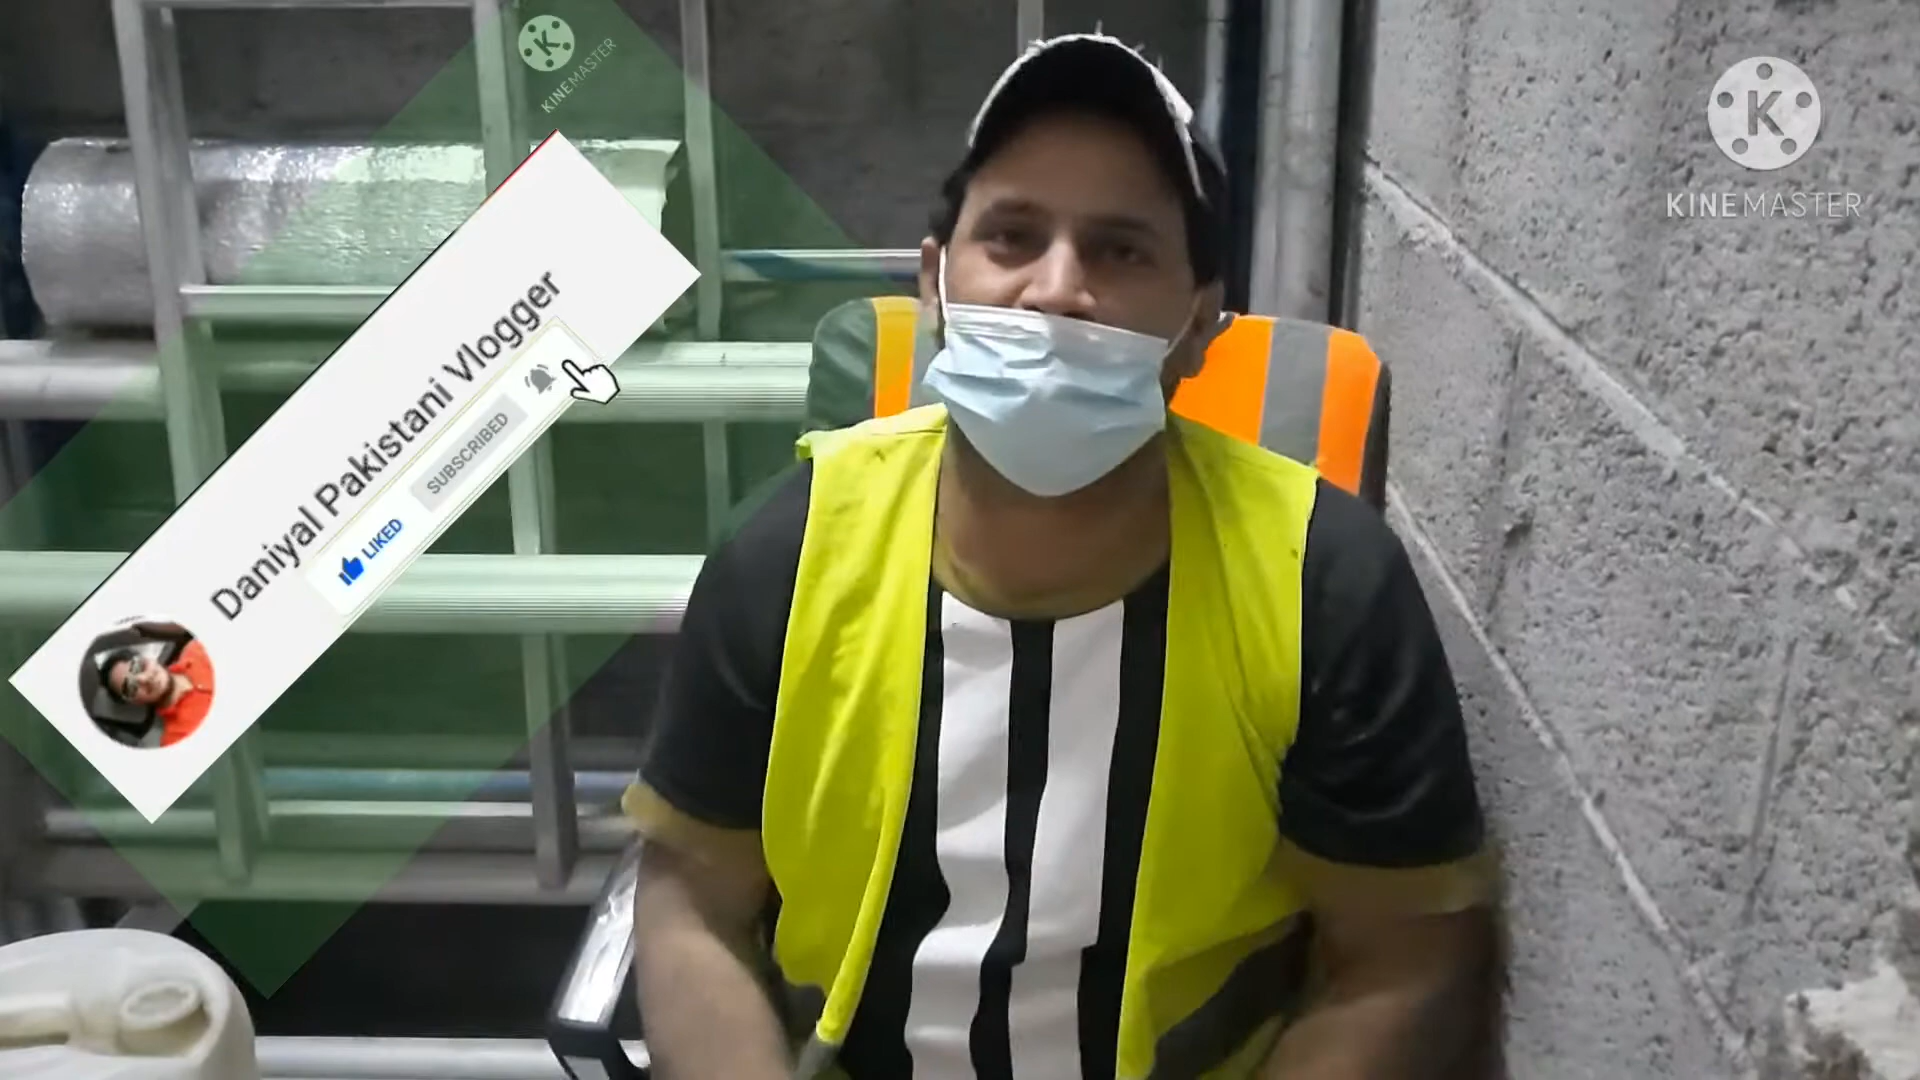 K
KINEMASTER
K
KINEMASTER
Daniyal Pakistani Vlogger
LIKED
SUBSCRIBED